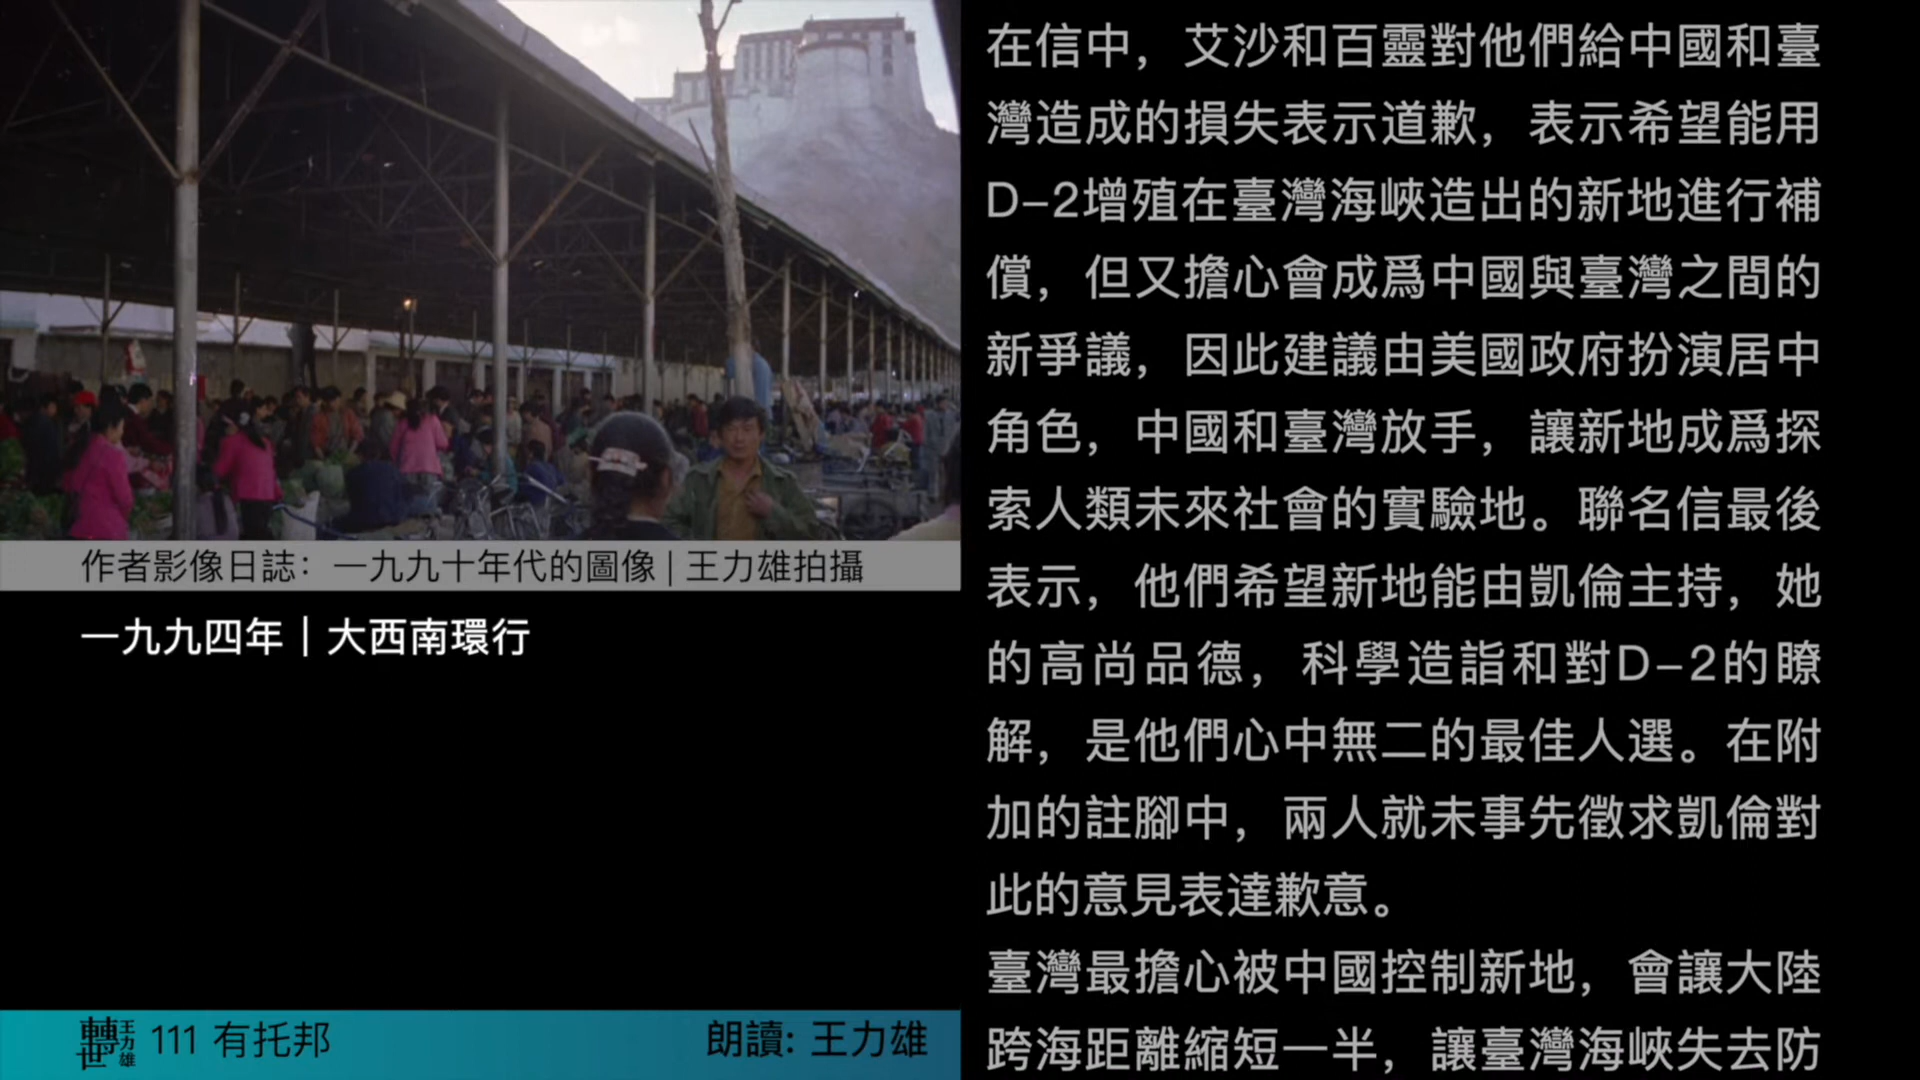 作者影像日誌：一九九十年代的圖像 | 王力雄拍攝
一九九四年｜大西南環行
轉世
王力雄
111 有托邦
朗讀: 王力雄
在信中，艾沙和百靈對他們給中國和臺
灣造成的損失表示道歉，表示希望能用
D-2增殖在臺灣海峽造出的新地進行補
償，但又擔心會成爲中國與臺灣之間的
新爭議，因此建議由美國政府扮演居中
角色，中國和臺灣放手，讓新地成爲探
索人類未來社會的實驗地。聯名信最後
表示，他們希望新地能由凱倫主持，她
的高尚品德，科學造詣和對D-2的瞭
解，是他們心中無二的最佳人選。在附
加的註腳中，兩人就未事先徵求凱倫對
此的意見表達歉意。
臺灣最擔心被中國控制新地，會讓大陸
跨海距離縮短一半，讓臺灣海峽失去防